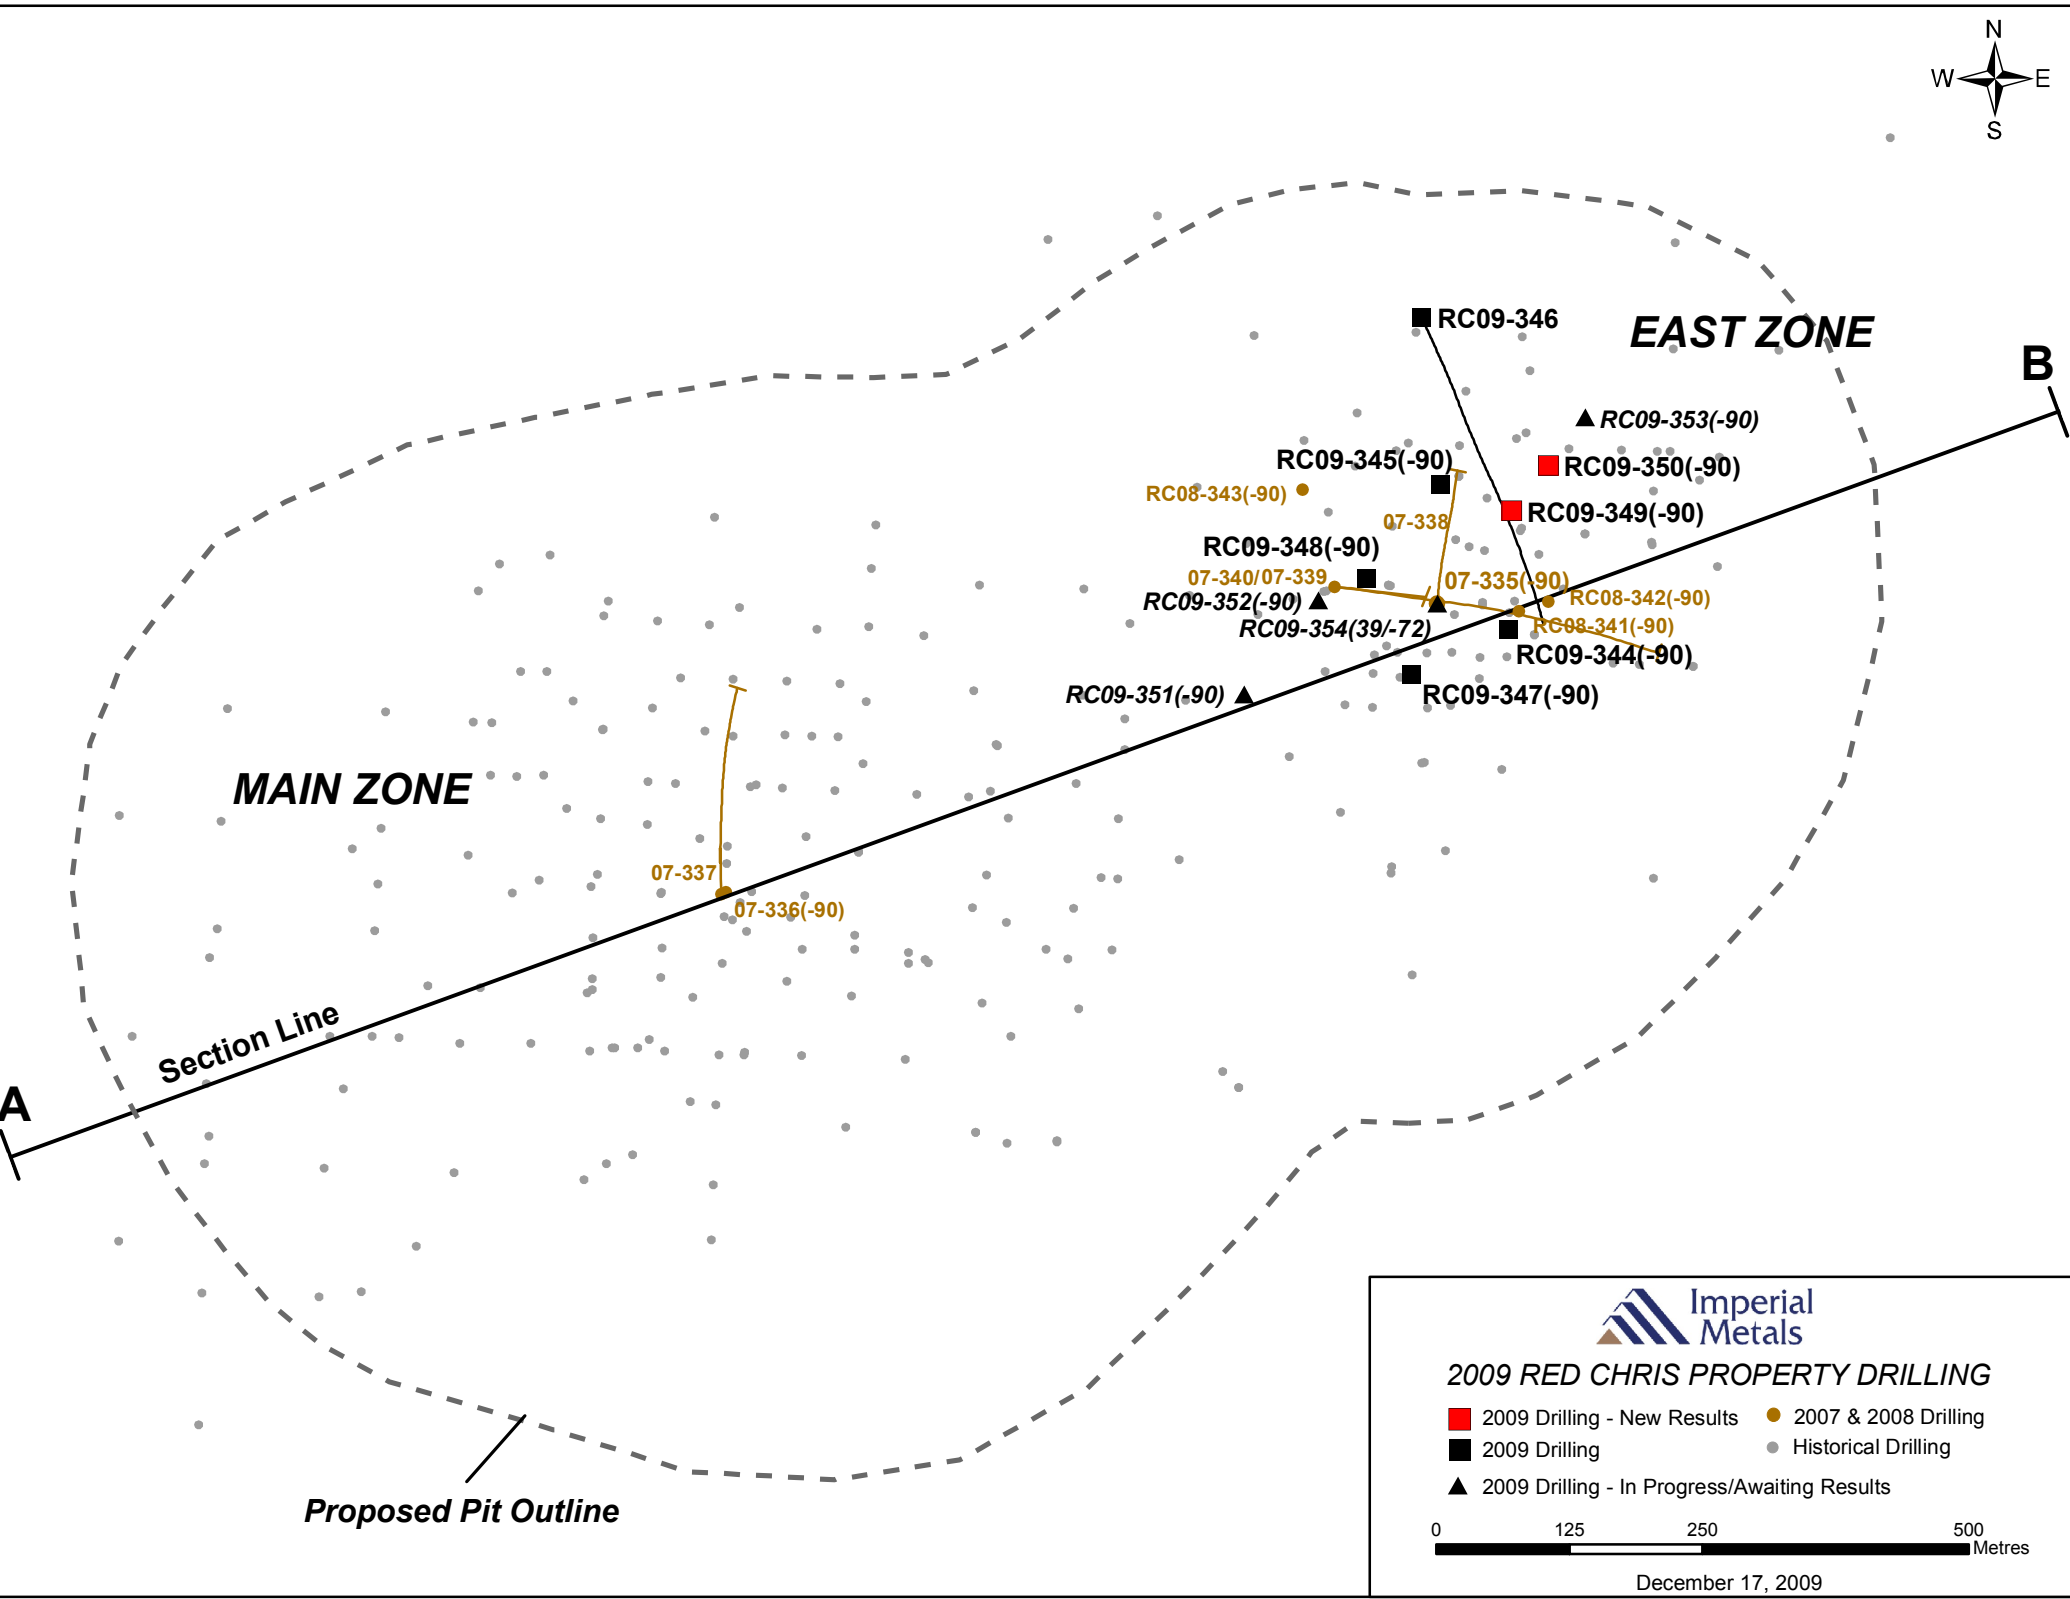 N
W E
S
RC09-346
EAST ZONE
B
RC09-353(-90)
RC09-345(-90)
RC09-350(-90)
RC08-343(-90)
RC09-349(-90)
07-338
RC09-348(-90)
07-340/07-339
07-335(-90)
RC09-352(-90)
RC08-342(-90)
RC09-354(39/-72)
RC08-341(-90)
RC09-344(-90)
RC09-351(-90)
RC09-347(-90)
MAIN ZONE
07-337
07-336(-90)
Section Line
A
Proposed Pit Outline
Imperial
Metals
2009 RED CHRIS PROPERTY DRILLING
2009 Drilling - New Results
2007 & 2008 Drilling
2009 Drilling
Historical Drilling
2009 Drilling - In Progress/Awaiting Results
0 125 250 500
Metres
December 17, 2009